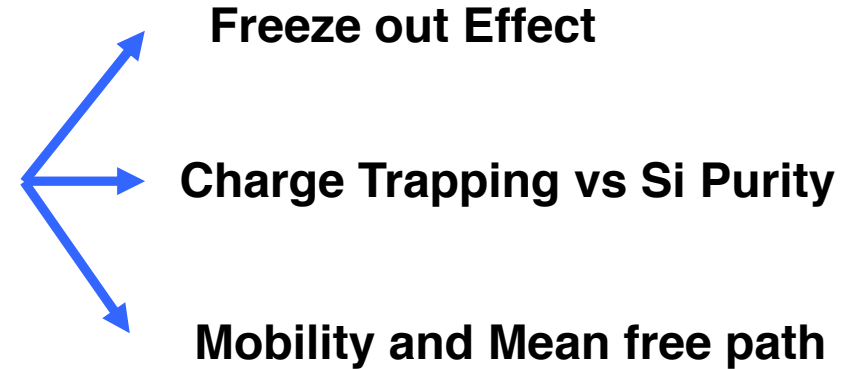 Freeze out Effect
Charge Trapping vs Si Purity
Mobility and Mean free path